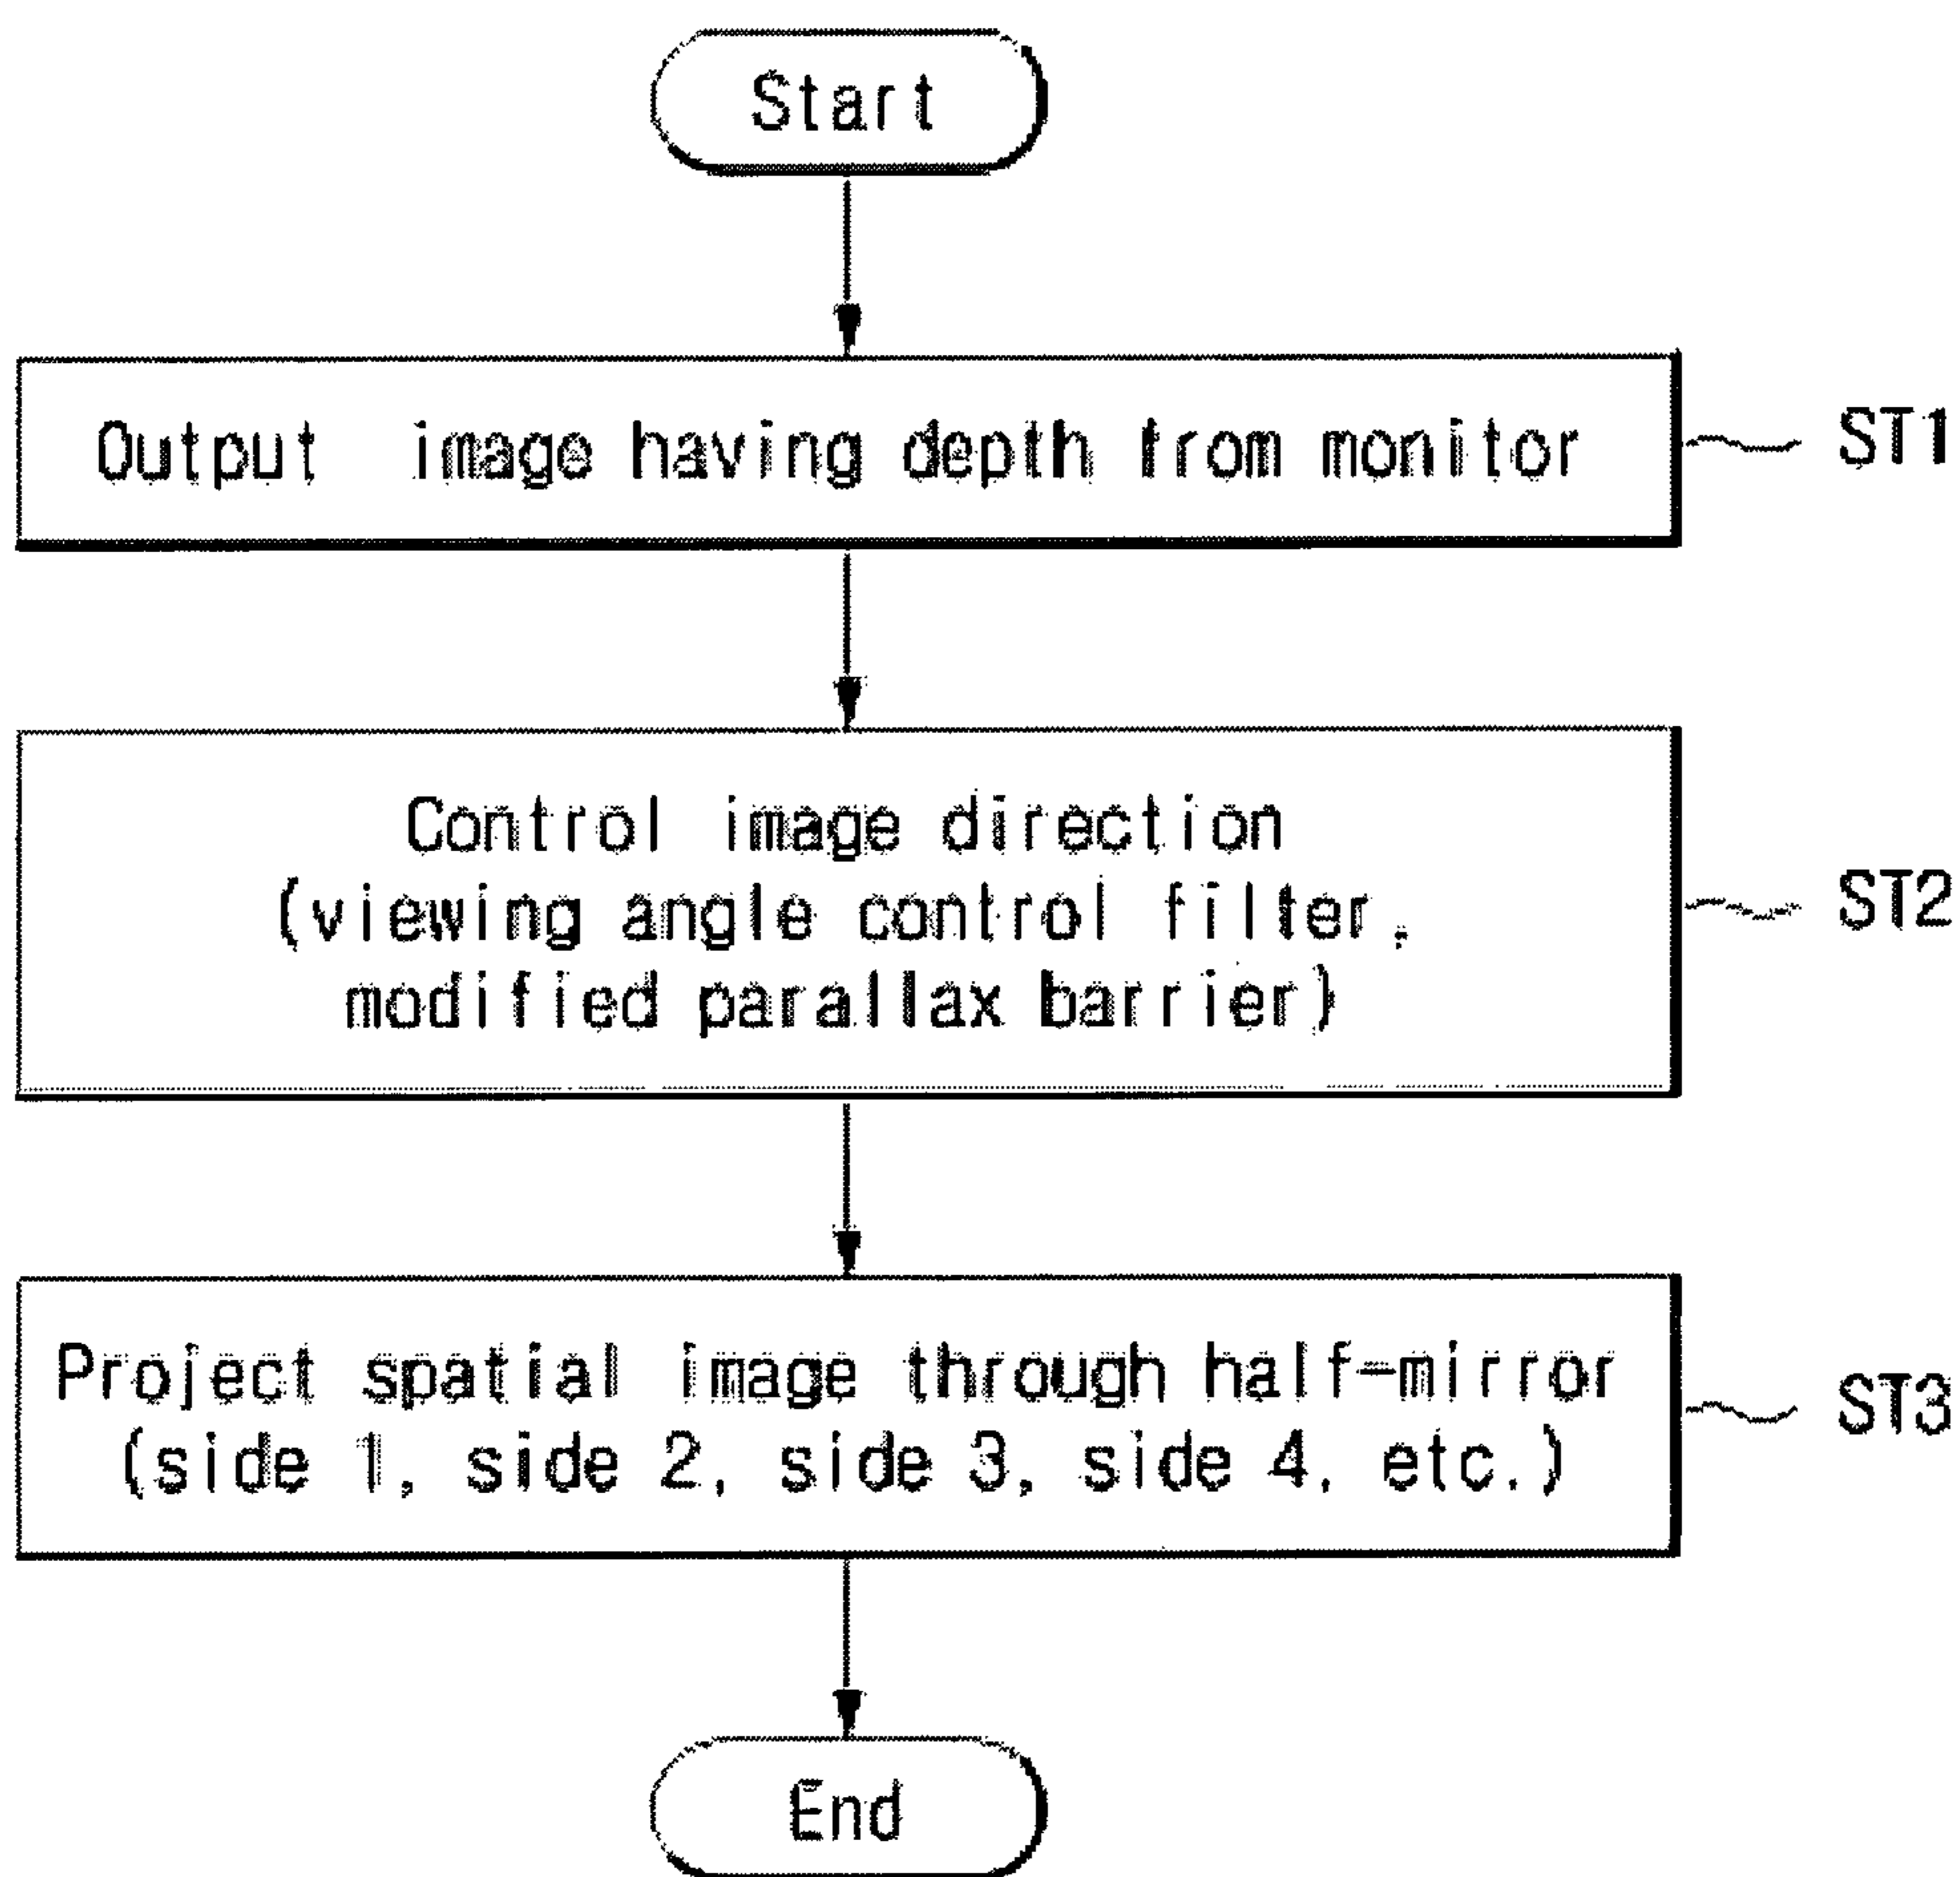 Start
Output image having depth from monitor
ST1
Control image direction
(viewing angle control filter,
modified parallax barrier)
ST2
Project spatial image through half-mirror
(side 1, side 2, side 3, side 4, etc.)
ST3
End